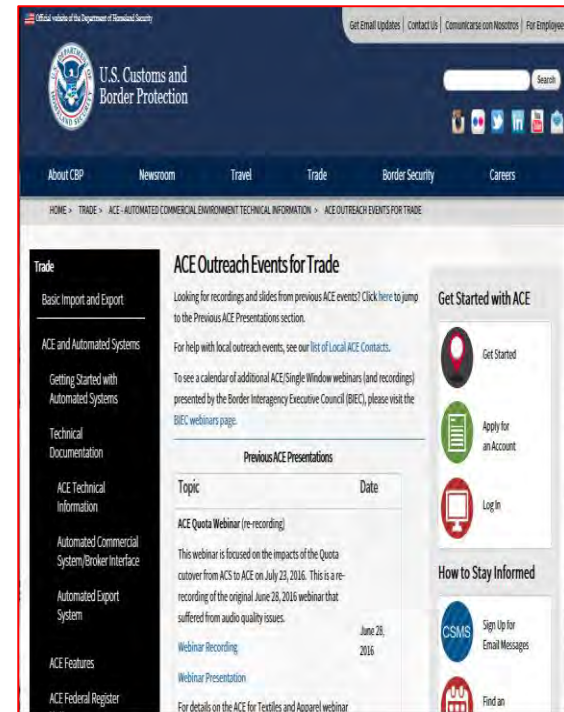 Official website of the Department of Homeland Security
Get Email Updates | Contact Us | Comunicarse con Nosotros | For Employee
U.S. Customs and
Border Protection
Search
About CBP Newsroom Travel Trade Border Security Careers
HOME > TRADE > ACE - AUTOMATED COMMERCIAL ENVIRONMENT TECHNICAL INFORMATION > ACE OUTREACH EVENTS FOR TRADE
Trade
Basic Import and Export
ACE and Automated Systems
Getting Started with
Automated Systems
Technical
Documentation
ACE Technical
Information
Automated Commercial
System/Broker Interface
Automated Export
System
ACE Features
ACE Federal Register
ACE Outreach Events for Trade
Looking for recordings and slides from previous ACE events? Click here to jump
to the Previous ACE Presentations section.
For help with local outreach events, see our list of Local ACE Contacts.
To see a calendar of additional ACE/Single Window webinars (and recordings)
presented by the Border Interagency Executive Council (BIEC), please visit the
BIEC webinars page.
Previous ACE Presentations
Topic Date
ACE Quota Webinar (re-recording)
This webinar is focused on the impacts of the Quota
cutover from ACS to ACE on July 23, 2016. This is a re-
recording of the original June 28, 2016 webinar that
suffered from audio quality issues.
June 28,
2016
Webinar Recording
Webinar Presentation
For details on the ACE for Textiles and Apparel webinar
Get Started with ACE
Get Started
Apply for
an Account
Log In
How to Stay Informed
CSMS
Sign Up for
Email Messages
Find an